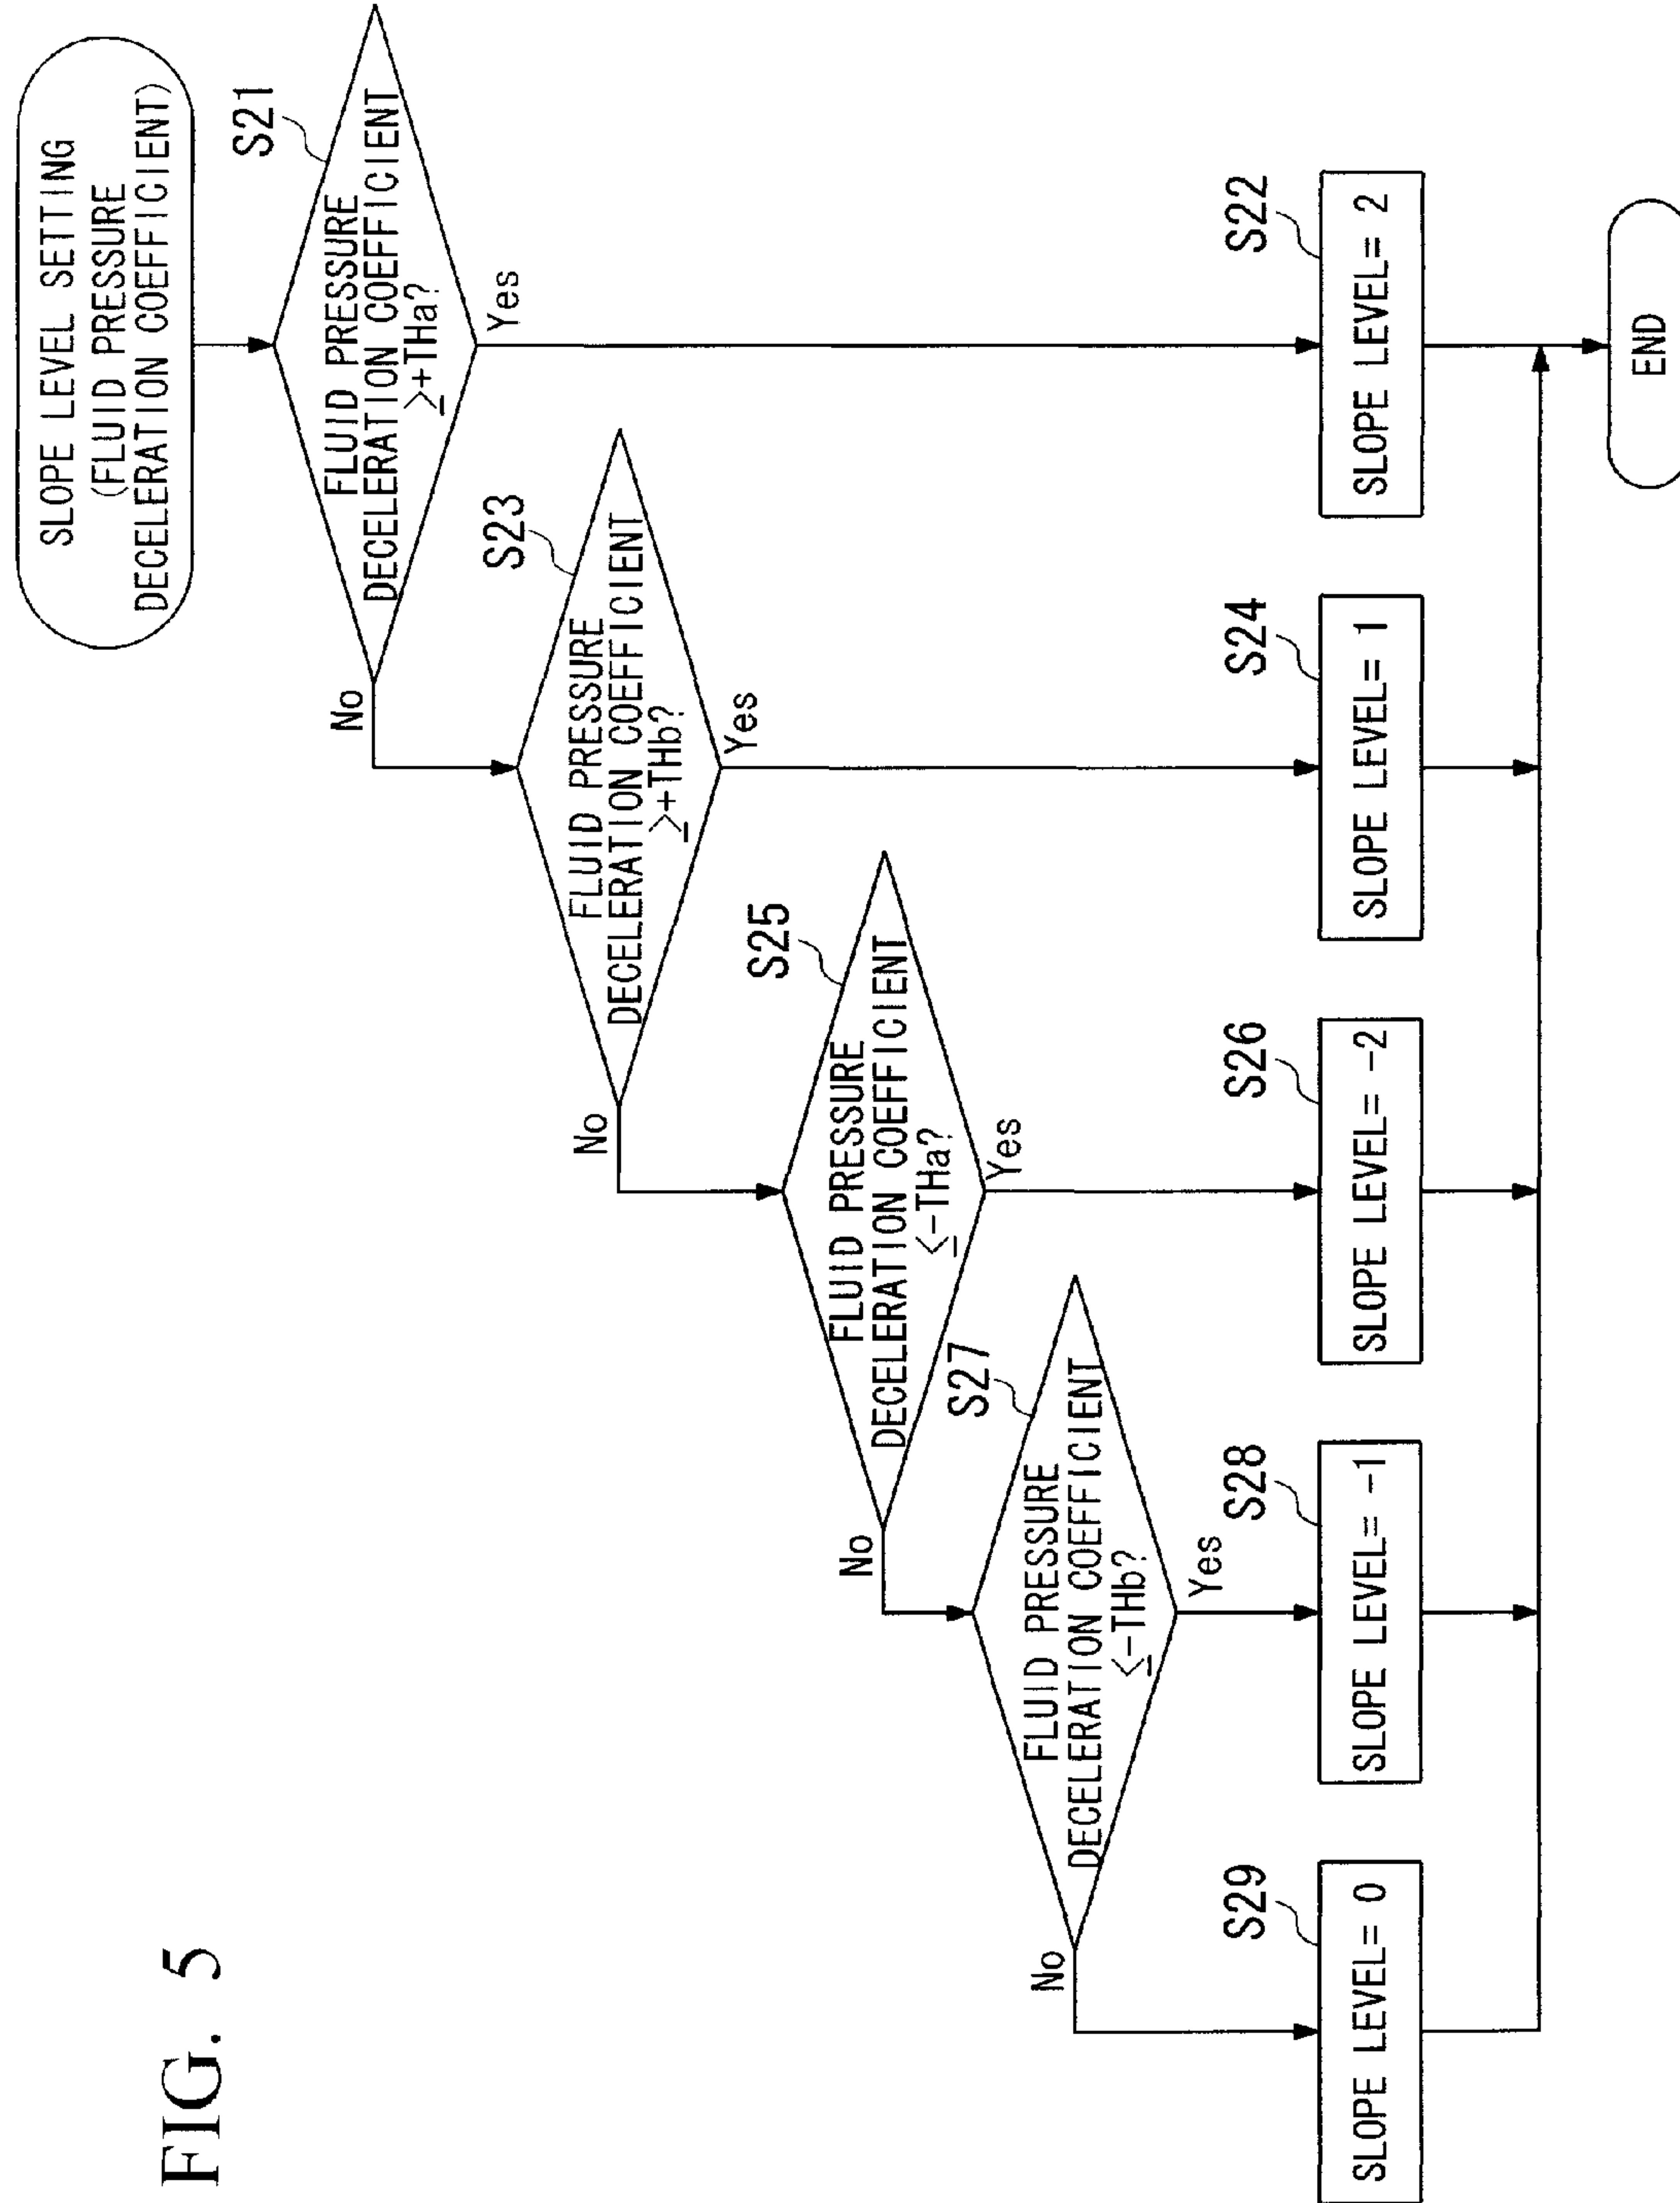 FIG. 5
SLOPE LEVEL SETTING
(FLUID PRESSURE
DECELERATION COEFFICIENT)
S21
FLUID PRESSURE
DECELERATION COEFFICIENT
≥+THa?
No
Yes
S23
FLUID PRESSURE
DECELERATION COEFFICIENT
≥+THb?
No
Yes
S25
FLUID PRESSURE
DECELERATION COEFFICIENT
≤-THa?
No
Yes
S27
FLUID PRESSURE
DECELERATION COEFFICIENT
≤-THb?
No
Yes
S29
SLOPE LEVEL= 0
S28
SLOPE LEVEL= -1
S26
SLOPE LEVEL= -2
S24
SLOPE LEVEL= 1
S22
SLOPE LEVEL= 2
END